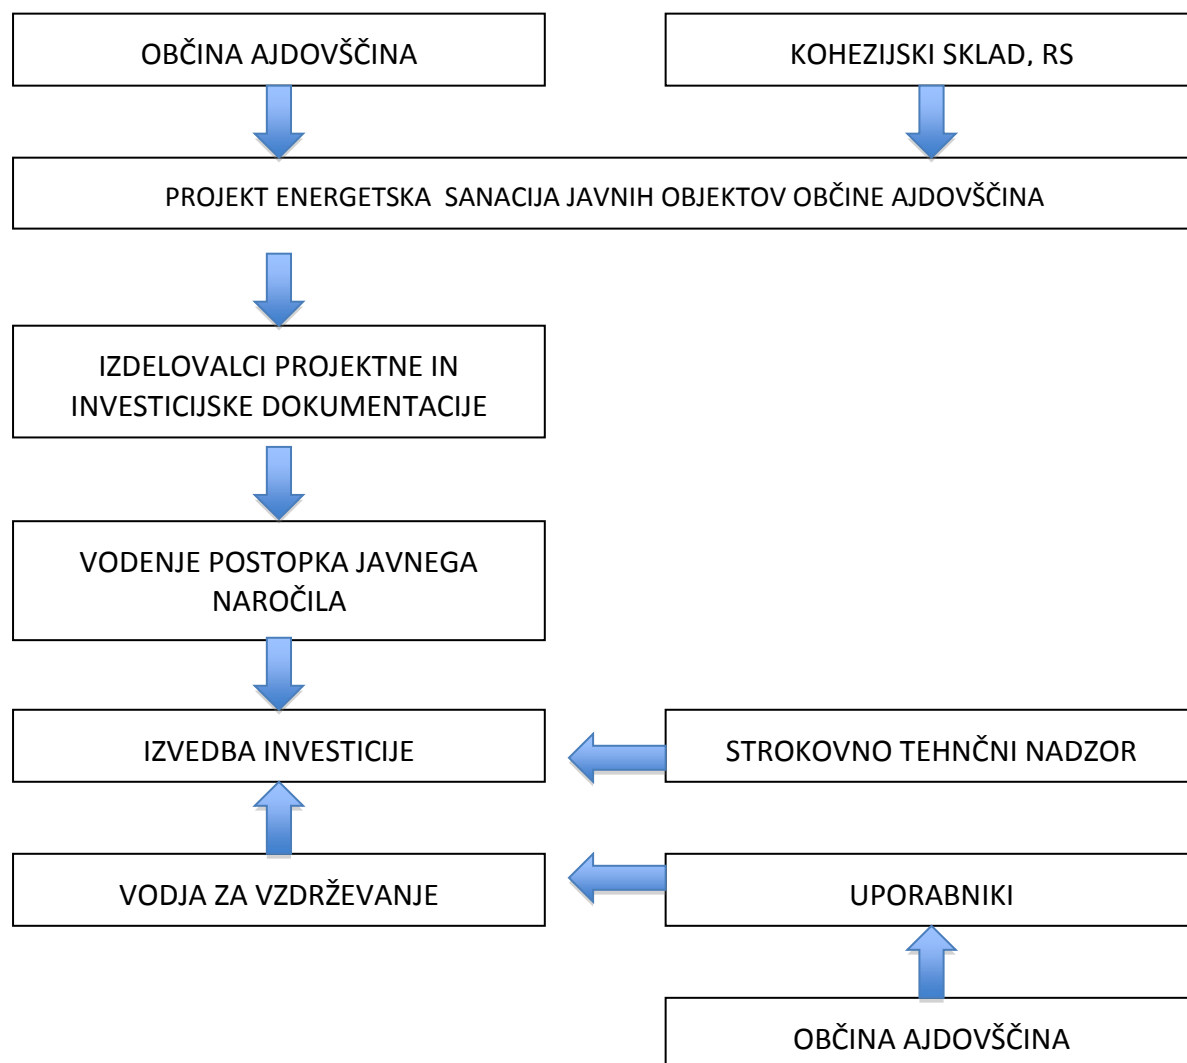 OBČINA AJDOVŠČINA
KOHEZIJSKI SKLAD, RS
PROJEKT ENERGETSKA SANACIJA JAVNIH OBJEKTOV OBČINE AJDOVŠČINA
IZDELOVALCI PROJEKTNE IN
INVESTICIJSKE DOKUMENTACIJE
VODENJE POSTOPKA JAVNEGA
NAROČILA
IZVEDBA INVESTICIJE
STROKOVNO TEHNČNI NADZOR
VODJA ZA VZDRŽEVANJE
UPORABNIKI
OBČINA AJDOVŠČINA